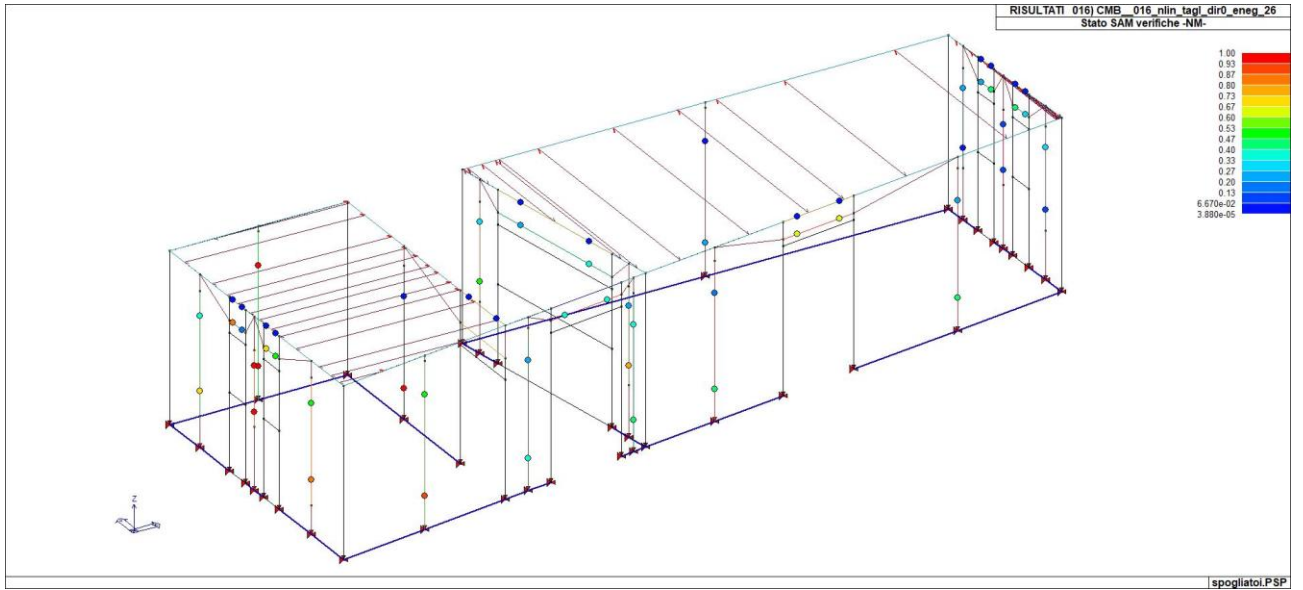 RISULTATI 016) CMB__016_nlin_tagl_dir0_eneg_26
Stato SAM verifiche -NM-
1.00
0.93
0.87
0.80
0.73
0.67
0.60
0.53
0.47
0.40
0.33
0.27
0.20
0.13
6.670e-02
3.880e-05
Z
spogliatoi.PSP